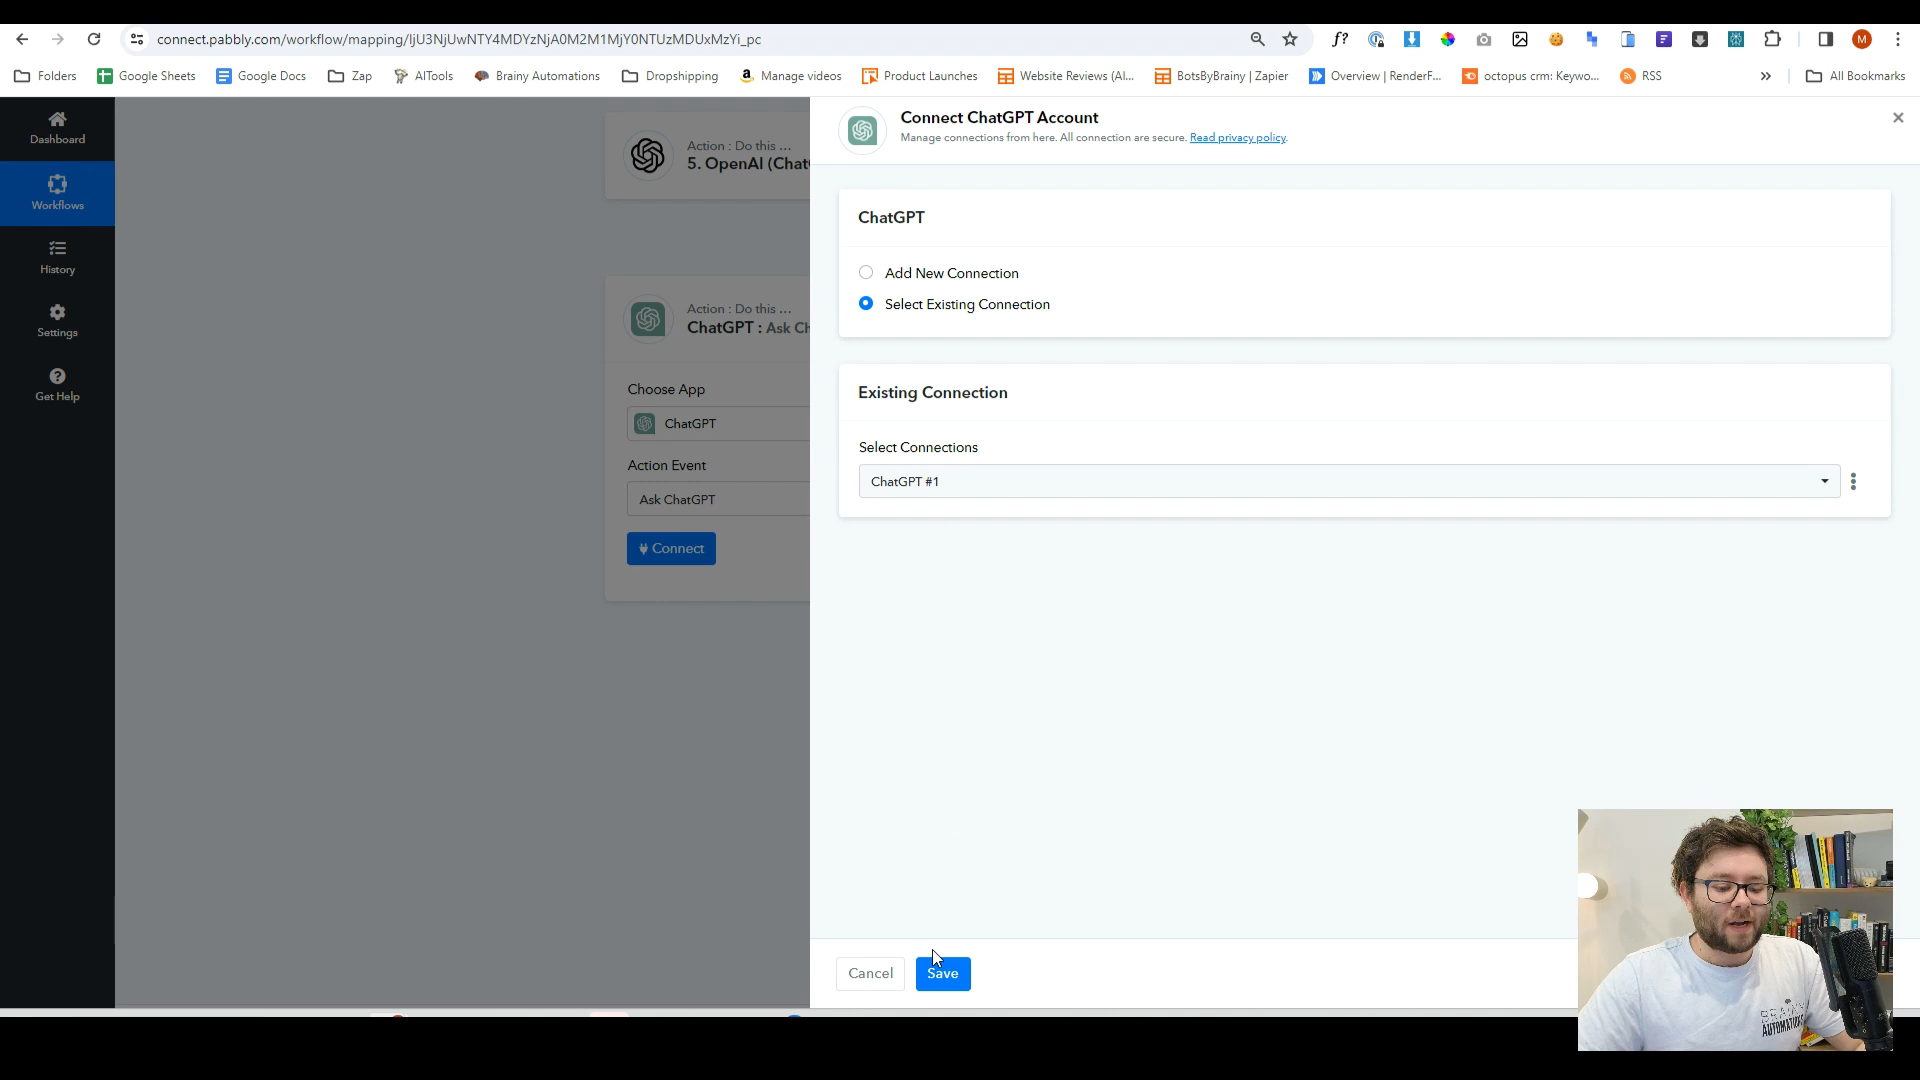 connect.pabbly.com/workflow/mapping/IjU3NjUwNTY4MDYzNjA0M2M1MjY0NTUzMDUxMzYi_pc
f?
M
Folders
Google Sheets
Google Docs
Zap
AITools
Brainy Automations
Dropshipping
Manage videos
Product Launches
Website Reviews (Al...
BotsByBrainy | Zapier
Overview | RenderF...
octopus crm: Keywo...
RSS
All Bookmarks
Dashboard
Workflows
History
Settings
Get Help
Action : Do this ...
5. OpenAI (Chat
Action : Do this ...
ChatGPT : Ask Ch
Choose App
ChatGPT
Action Event
Ask ChatGPT
Connect
Connect ChatGPT Account
Manage connections from here. All connection are secure. Read privacy policy.
ChatGPT
Add New Connection
Select Existing Connection
Existing Connection
Select Connections
ChatGPT #1
Cancel
Save
BRAINY
AUTOMATIONS